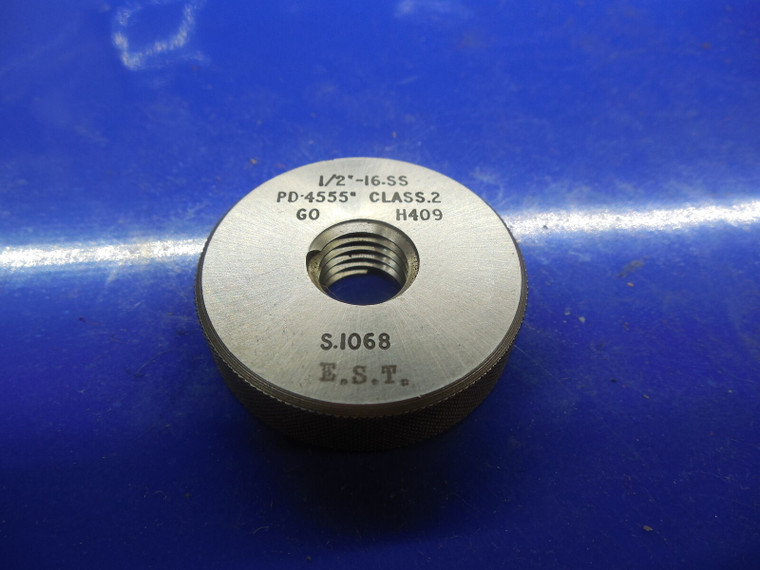 1/2"-16.SS
PD·4555" CLASS.2
GO H409
S.1068
E.S.T.